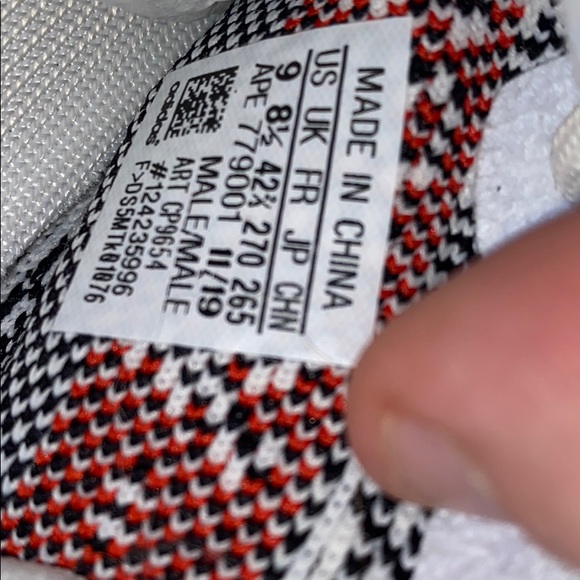 MADE IN CHINA
US UK FR JP CHN
9 8½ 42⅔ 270 265
APE 779001 11/19
MALE/MALE
ART CP9654
#124235996
F>DS5MTK01076
adidas